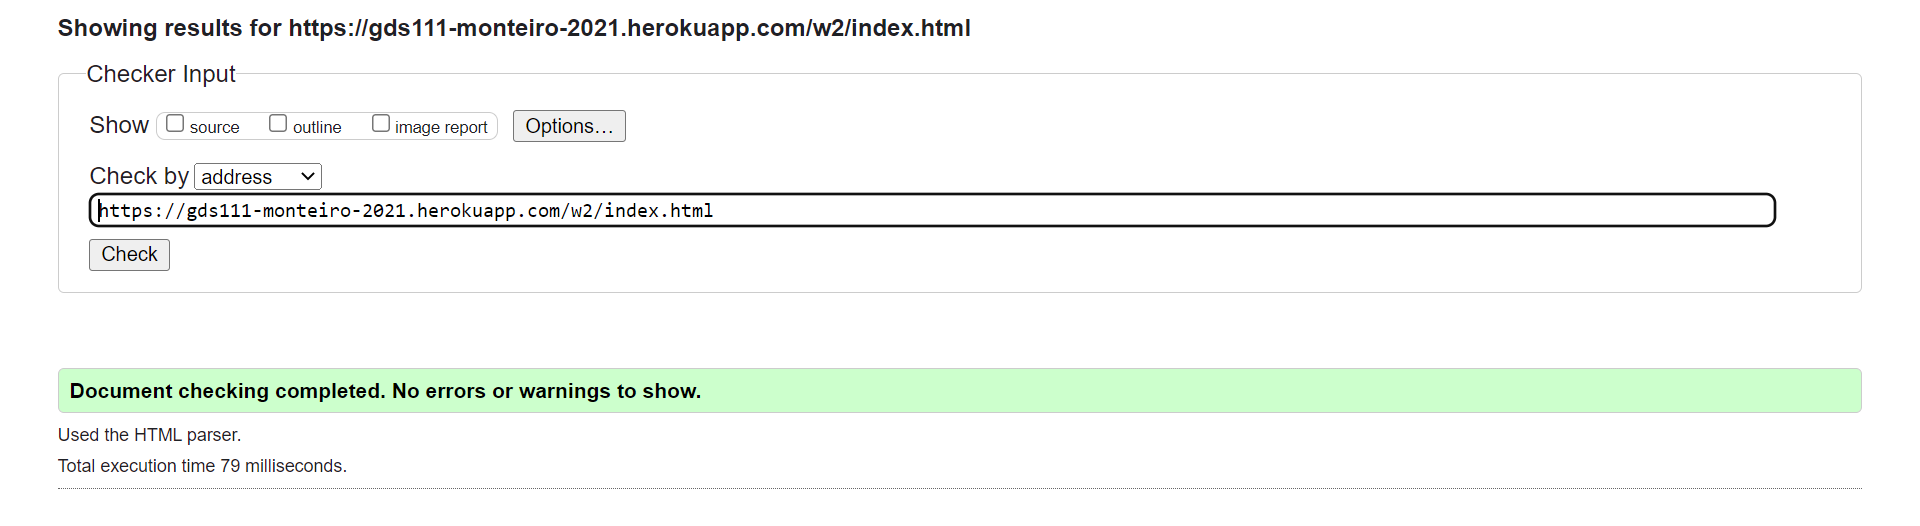 Showing results for https://gds111-monteiro-2021.herokuapp.com/w2/index.html
Checker Input
Show source outline image report Options...
Check by address
https://gds111-monteiro-2021.herokuapp.com/w2/index.html
Check
Document checking completed. No errors or warnings to show.
Used the HTML parser.
Total execution time 79 milliseconds.